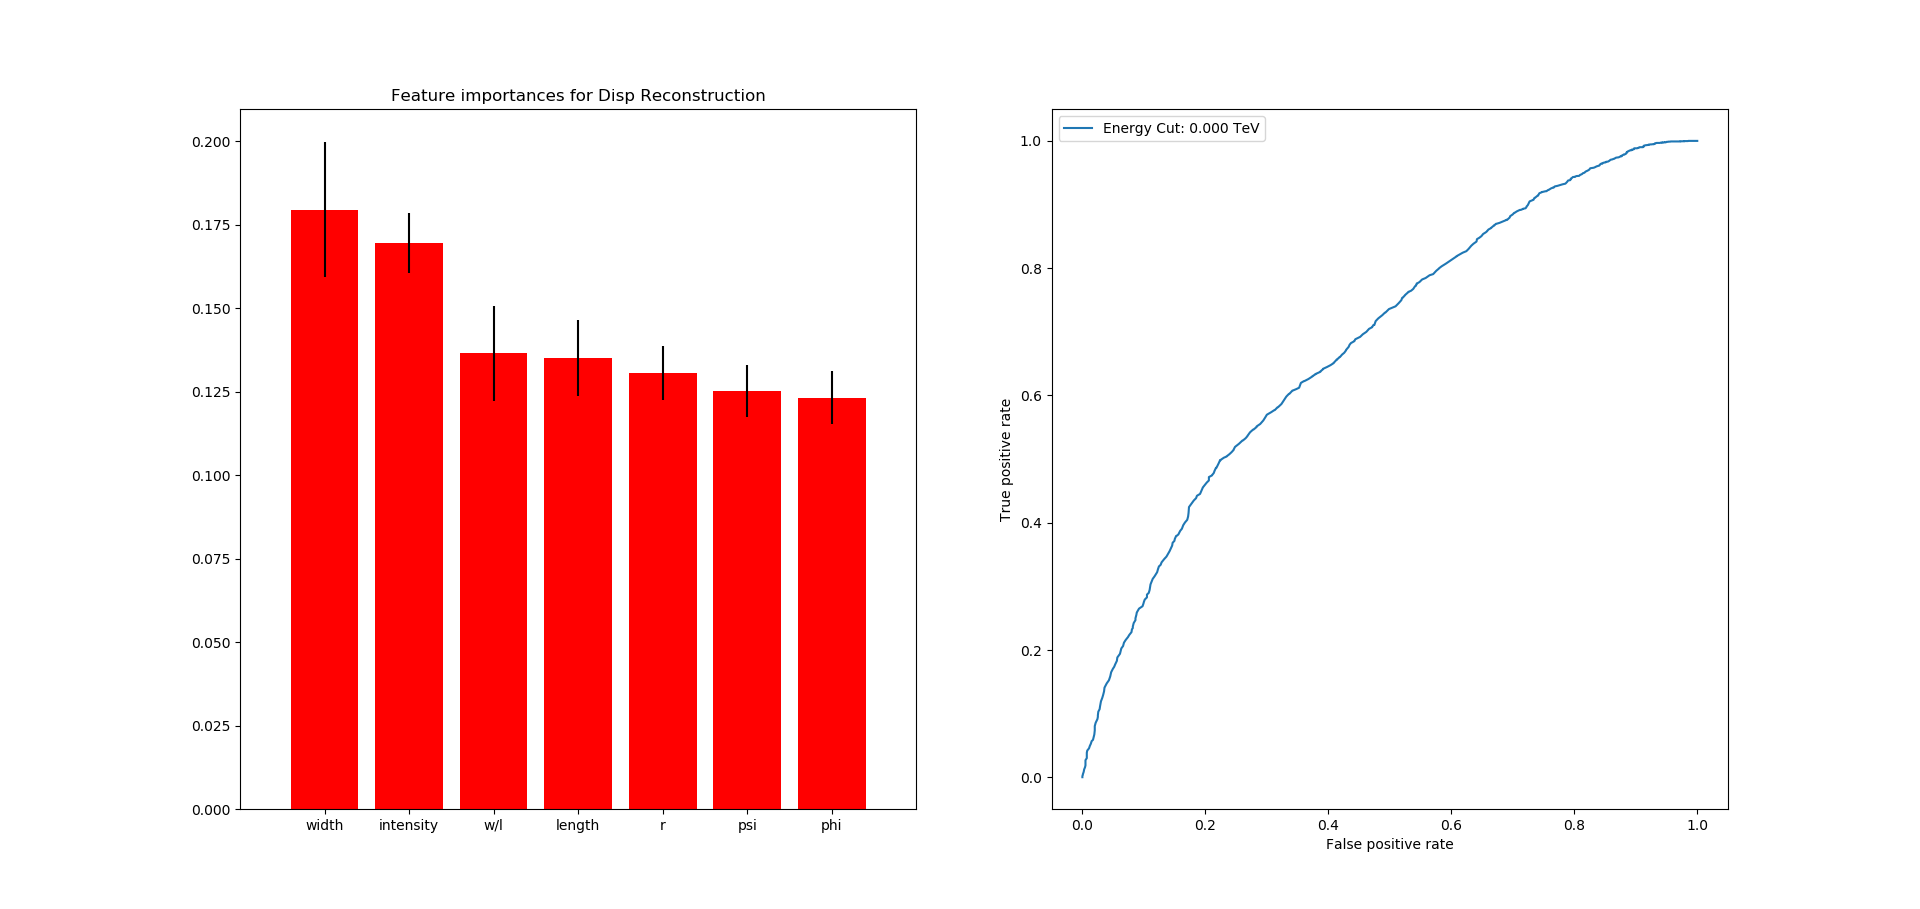 Feature importances for Disp Reconstruction
0.200
0.175
0.150
0.125
0.100
0.075
0.050
0.025
0.000
width intensity w/l length r psi phi
Energy Cut: 0.000 TeV
1.0
0.8
0.6
0.4
0.2
0.0
True positive rate
0.0 0.2 0.4 0.6 0.8 1.0
False positive rate